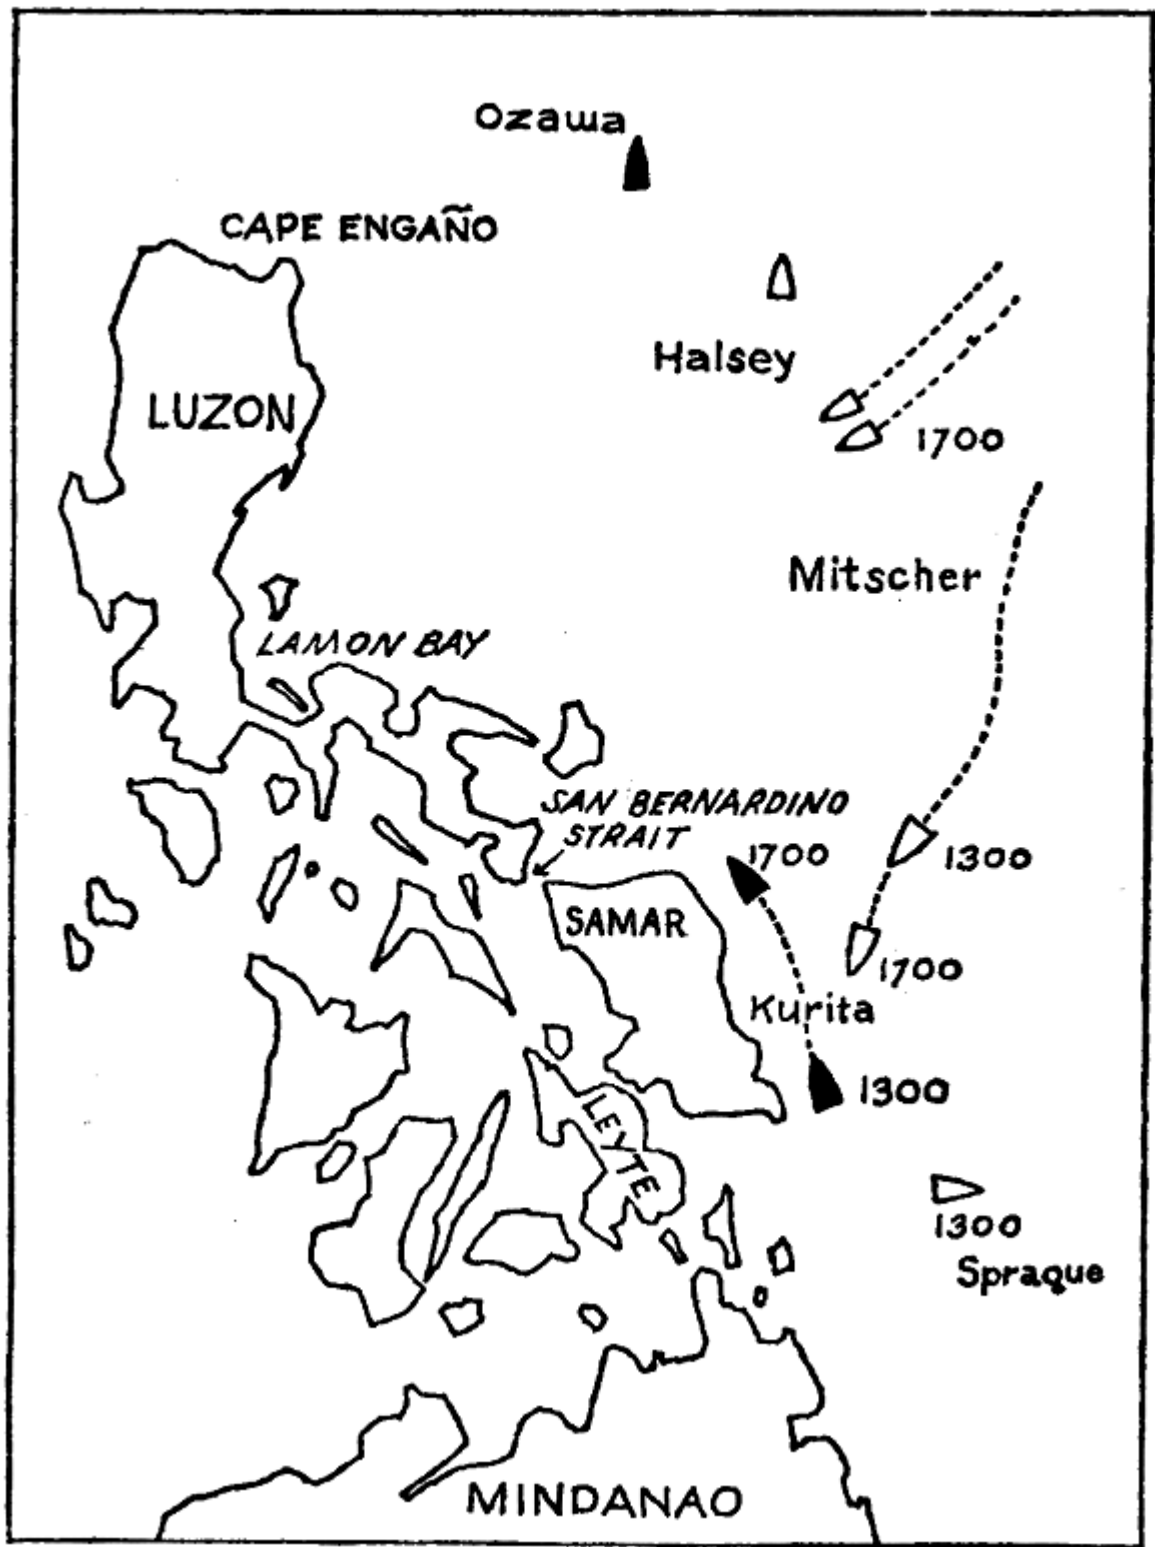 Ozawa
CAPE ENGAÑO
Halsey
LUZON
1700
Mitscher
LAMON BAY
SAN BERNARDINO
STRAIT
1700
1300
SAMAR
1700
Kurita
1300
LEYTE
1300
Sprague
MINDANAO